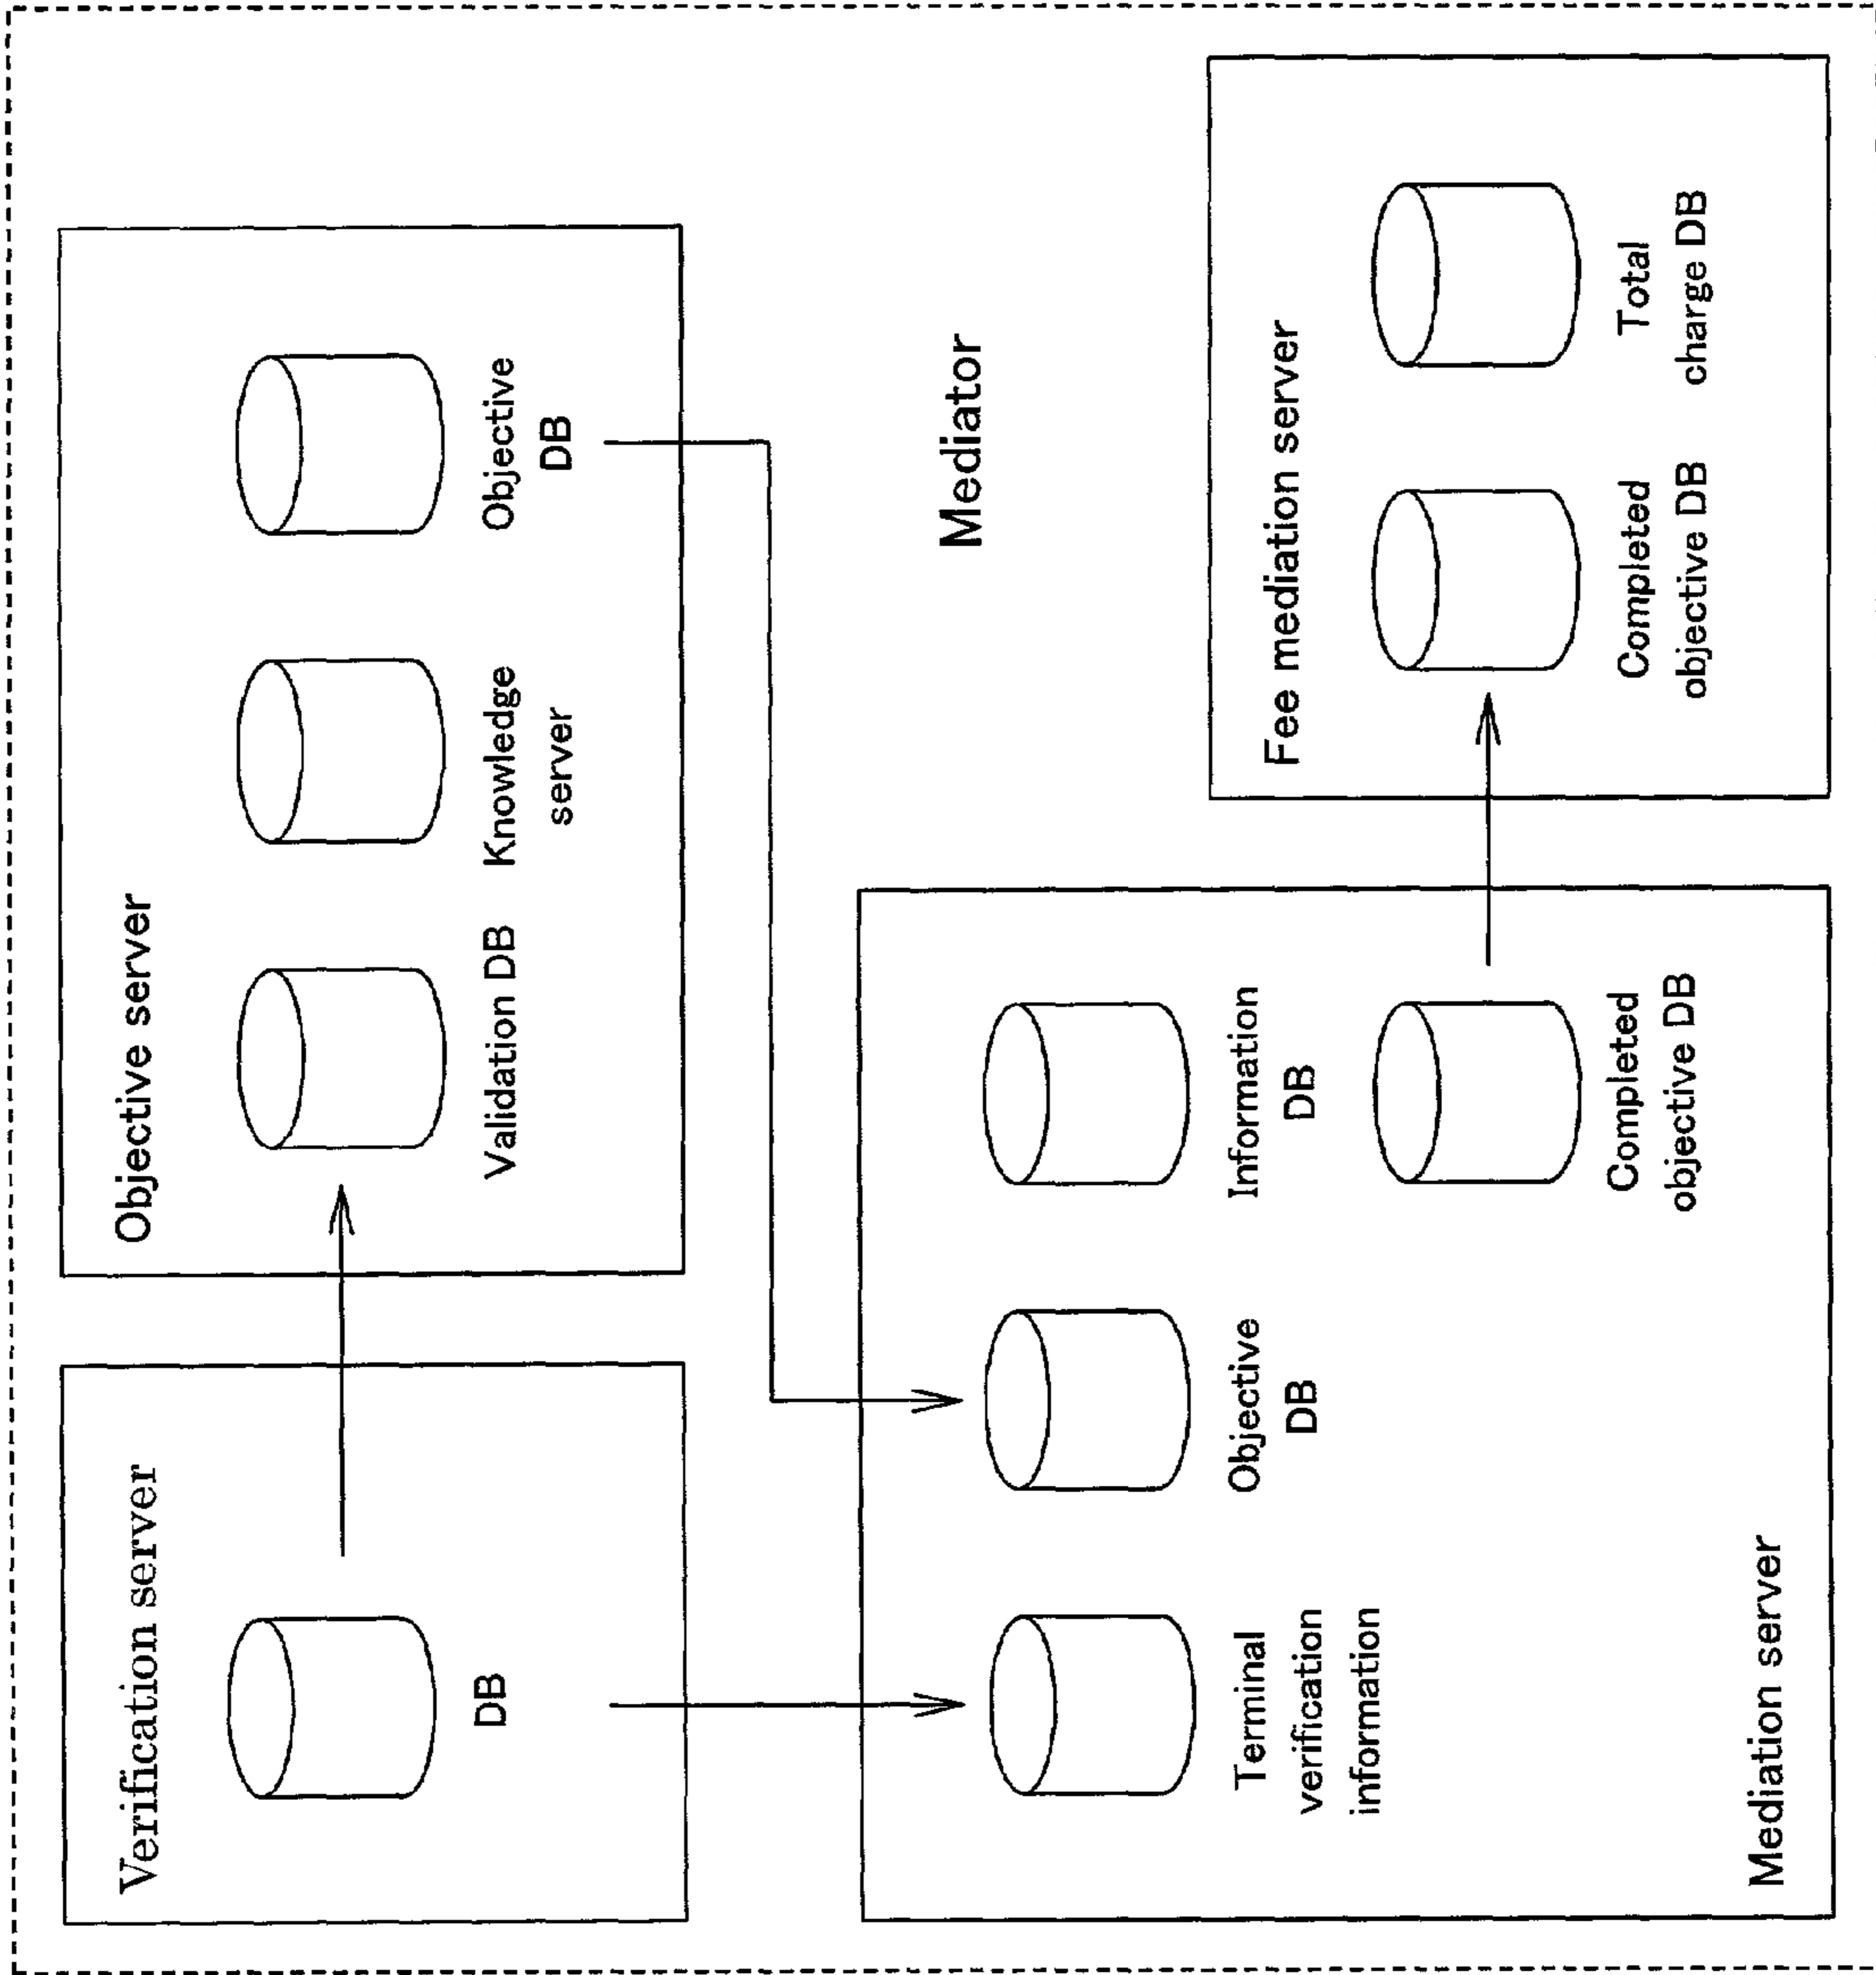 Verification server
DB
Objective server
Validation DB
Knowledge
server
Objective
DB
Mediator
Terminal
verification
information
Objective
DB
Information
DB
Completed
objective DB
Mediation server
Fee mediation server
Completed
objective DB
Total
charge DB